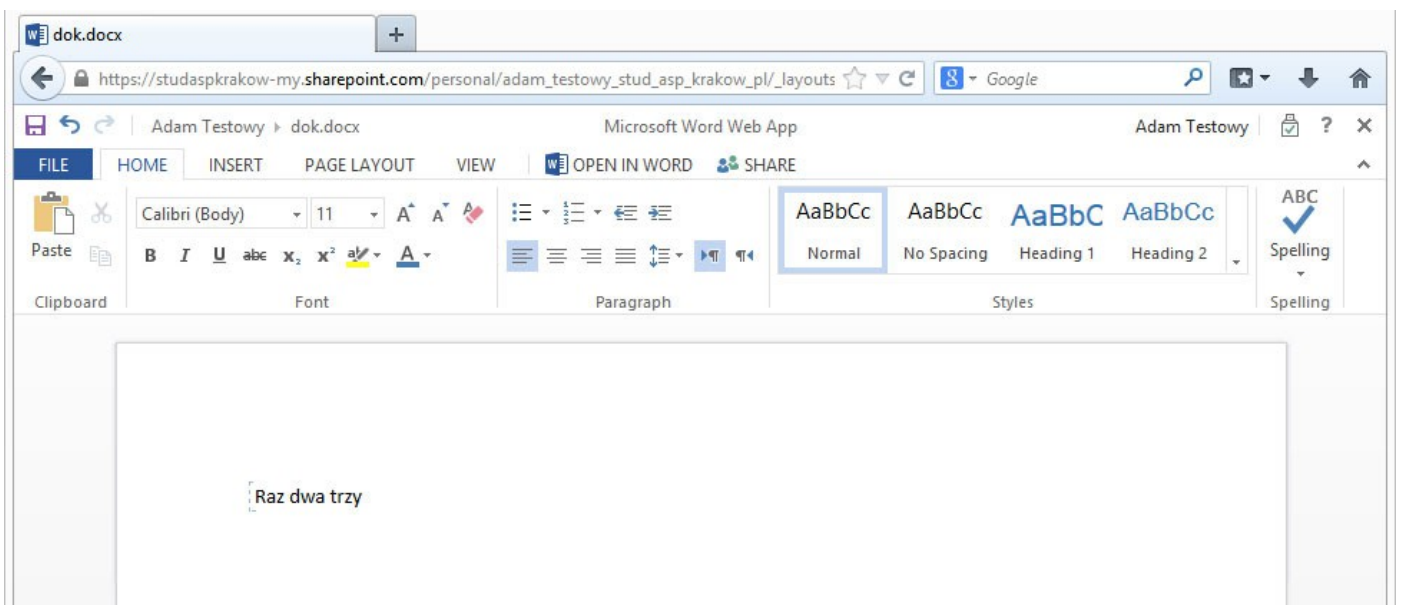 dok.docx
https://studaspkrakow-my.sharepoint.com/personal/adam_testowy_stud_asp_krakow_pl/_layouts Google
Adam Testowy ▸ dok.docx Microsoft Word Web App Adam Testowy ? ×
FILE HOME INSERT PAGE LAYOUT VIEW OPEN IN WORD SHARE
Paste Calibri (Body) 11 A A AaBbCc AaBbCc AaBbC AaBbCc ABC
B I U abc x₂ x² ab A Normal No Spacing Heading 1 Heading 2 Spelling
Clipboard Font Paragraph Styles Spelling
Raz dwa trzy